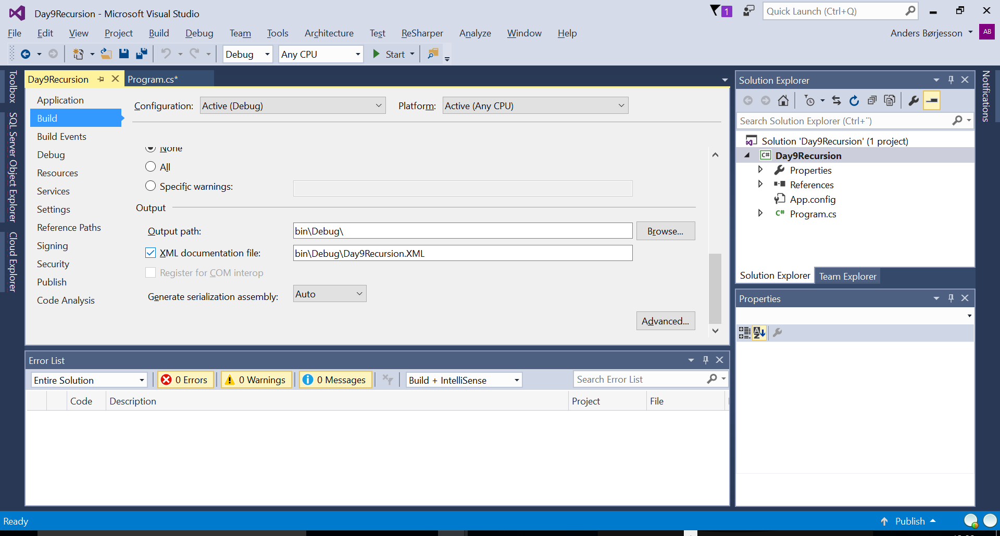 Day9Recursion - Microsoft Visual Studio
1
Quick Launch (Ctrl+Q)
File Edit View Project Build Debug Team Tools Architecture Test ReSharper Analyze Window Help
Anders Børjesson
AB
Debug
Any CPU
Start
Toolbox
SQL Server Object Explorer
Cloud Explorer
Day9Recursion
Program.cs*
Application
Build
Build Events
Debug
Resources
Services
Settings
Reference Paths
Signing
Security
Publish
Code Analysis
Configuration: Active (Debug)
Platform: Active (Any CPU)
None
All
Specific warnings:
Output
Output path: bin\Debug\
Browse...
XML documentation file: bin\Debug\Day9Recursion.XML
Register for COM interop
Generate serialization assembly: Auto
Advanced...
Error List
Entire Solution
0 Errors
0 Warnings
0 Messages
Build + IntelliSense
Search Error List
Code Description Project File
Solution Explorer
Search Solution Explorer (Ctrl+¨)
Solution 'Day9Recursion' (1 project)
C# Day9Recursion
Properties
References
App.config
C# Program.cs
Solution Explorer
Team Explorer
Properties
Notifications
Ready
Publish